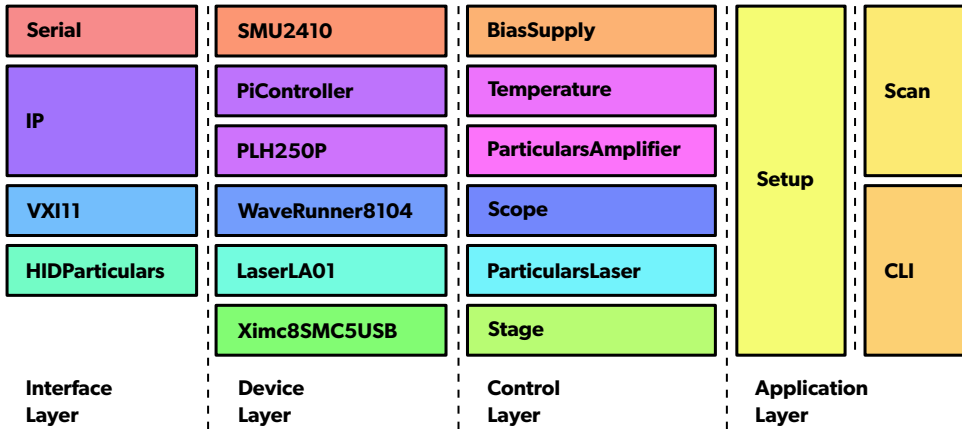 Serial
IP
VXI11
HIDParticulars
Interface
Layer
SMU2410
PiController
PLH250P
WaveRunner8104
LaserLA01
Ximc8SMC5USB
Device
Layer
BiasSupply
Temperature
ParticularsAmplifier
Scope
ParticularsLaser
Stage
Control
Layer
Setup
Scan
CLI
Application
Layer